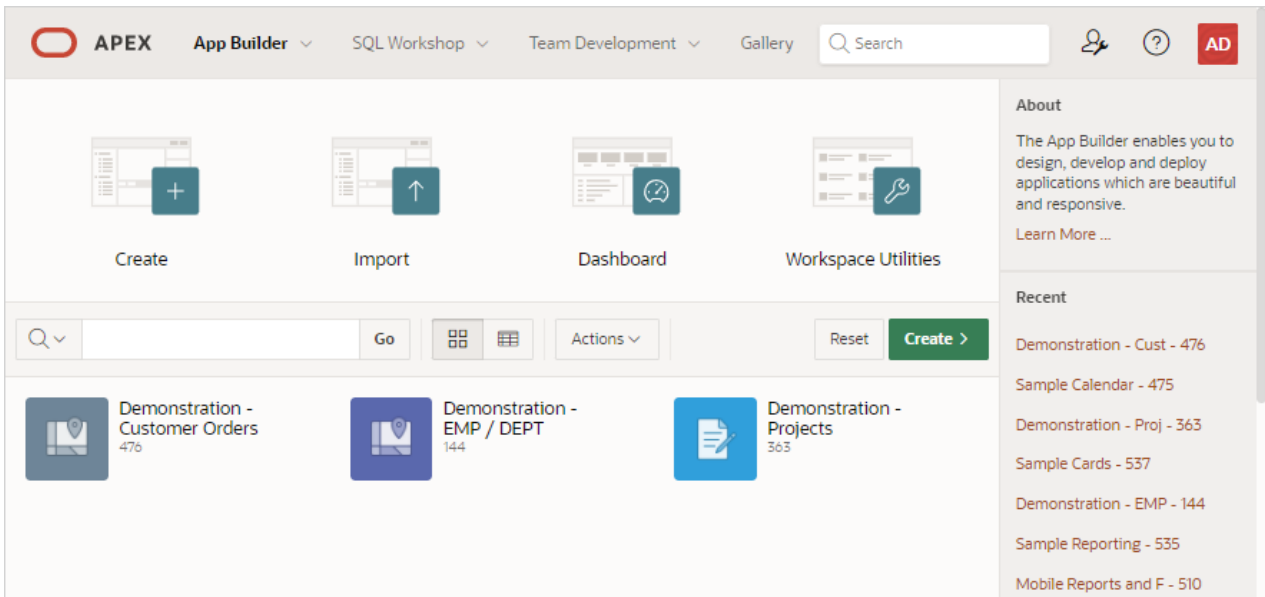 APEX
App Builder
SQL Workshop
Team Development
Gallery
Search
AD
Create
Import
Dashboard
Workspace Utilities
Go
Actions
Reset
Create
Demonstration -
Customer Orders
476
Demonstration -
EMP / DEPT
144
Demonstration -
Projects
363
About
The App Builder enables you to
design, develop and deploy
applications which are beautiful
and responsive.
Learn More ...
Recent
Demonstration - Cust - 476
Sample Calendar - 475
Demonstration - Proj - 363
Sample Cards - 537
Demonstration - EMP - 144
Sample Reporting - 535
Mobile Reports and F - 510